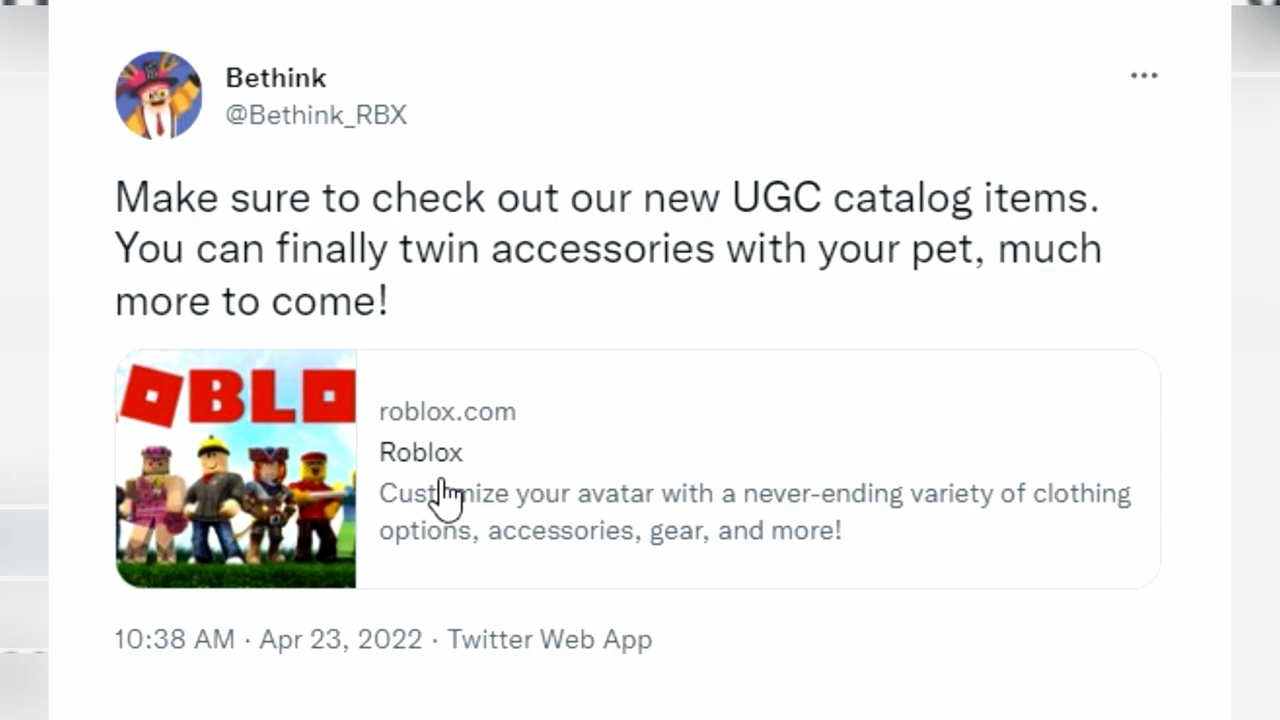 Bethink
@Bethink_RBX
Make sure to check out our new UGC catalog items.
You can finally twin accessories with your pet, much
more to come!
OBLO
roblox.com
Roblox
Customize your avatar with a never-ending variety of clothing
options, accessories, gear, and more!
10:38 AM · Apr 23, 2022 · Twitter Web App